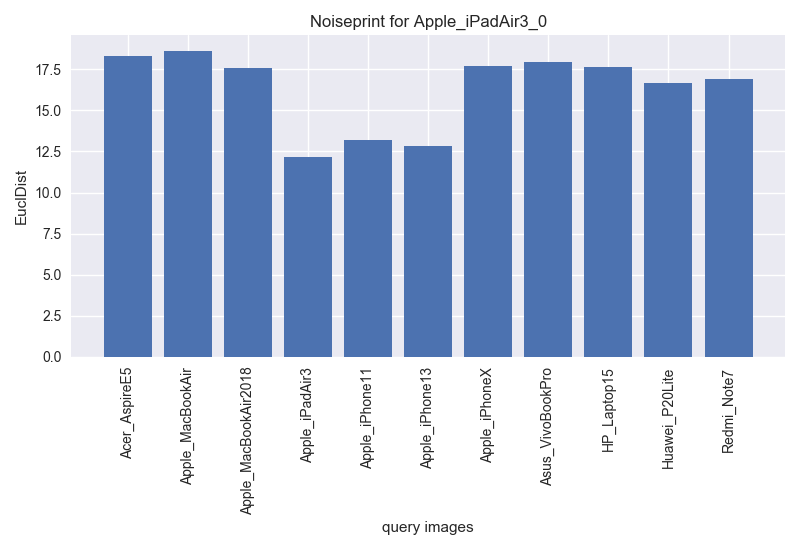 Noiseprint for Apple_iPadAir3_0
EuclDist
17.5
15.0
12.5
10.0
7.5
5.0
2.5
0.0
Acer_AspireE5
Apple_MacBookAir
Apple_MacBookAir2018
Apple_iPadAir3
Apple_iPhone11
Apple_iPhone13
Apple_iPhoneX
Asus_VivoBookPro
HP_Laptop15
Huawei_P20Lite
Redmi_Note7
query images